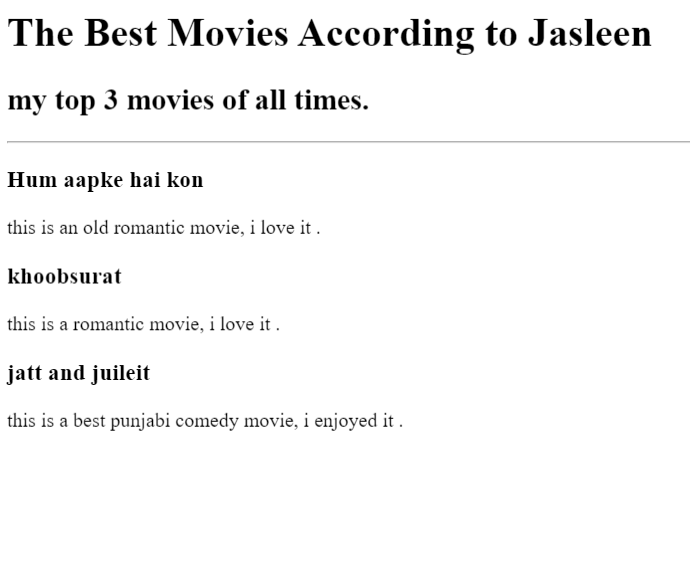 The Best Movies According to Jasleen
my top 3 movies of all times.
Hum aapke hai kon
this is an old romantic movie, i love it .
khoobsurat
this is a romantic movie, i love it .
jatt and juileit
this is a best punjabi comedy movie, i enjoyed it .